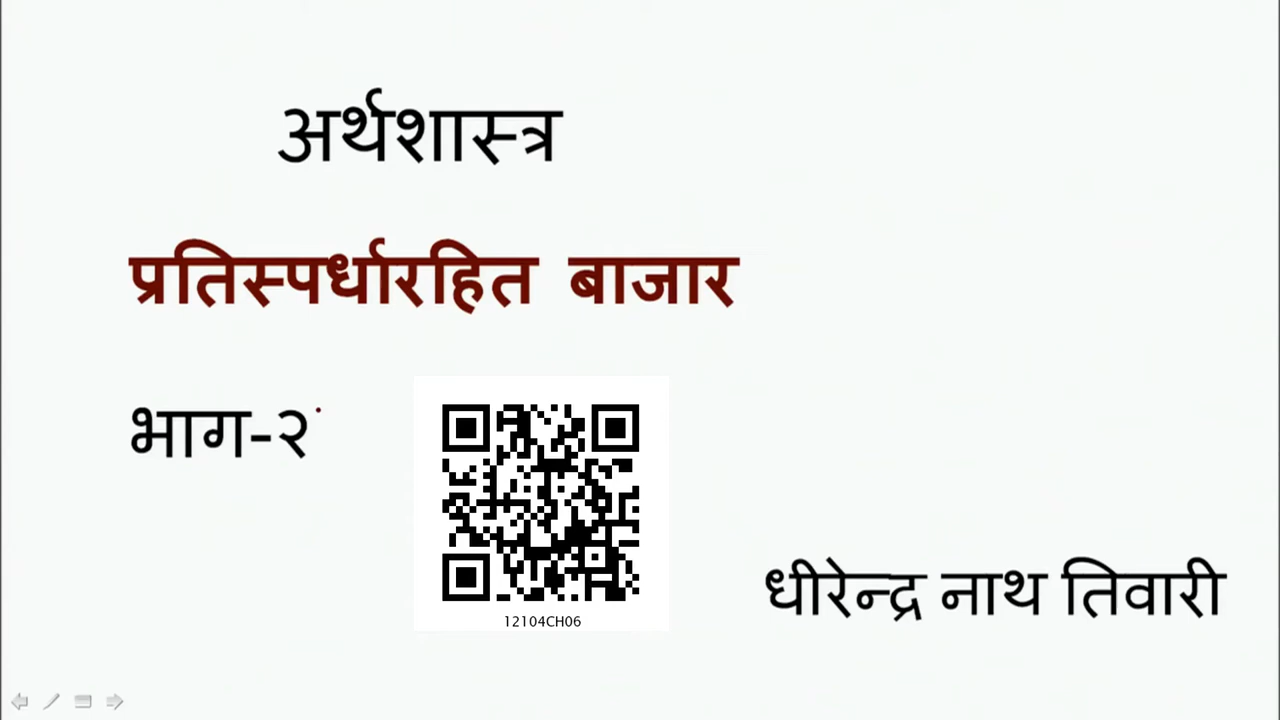 अर्थशास्त्र
प्रतिस्पर्धारहित बाजार
भाग-२
12104CH06
धीरेन्द्र नाथ तिवारी